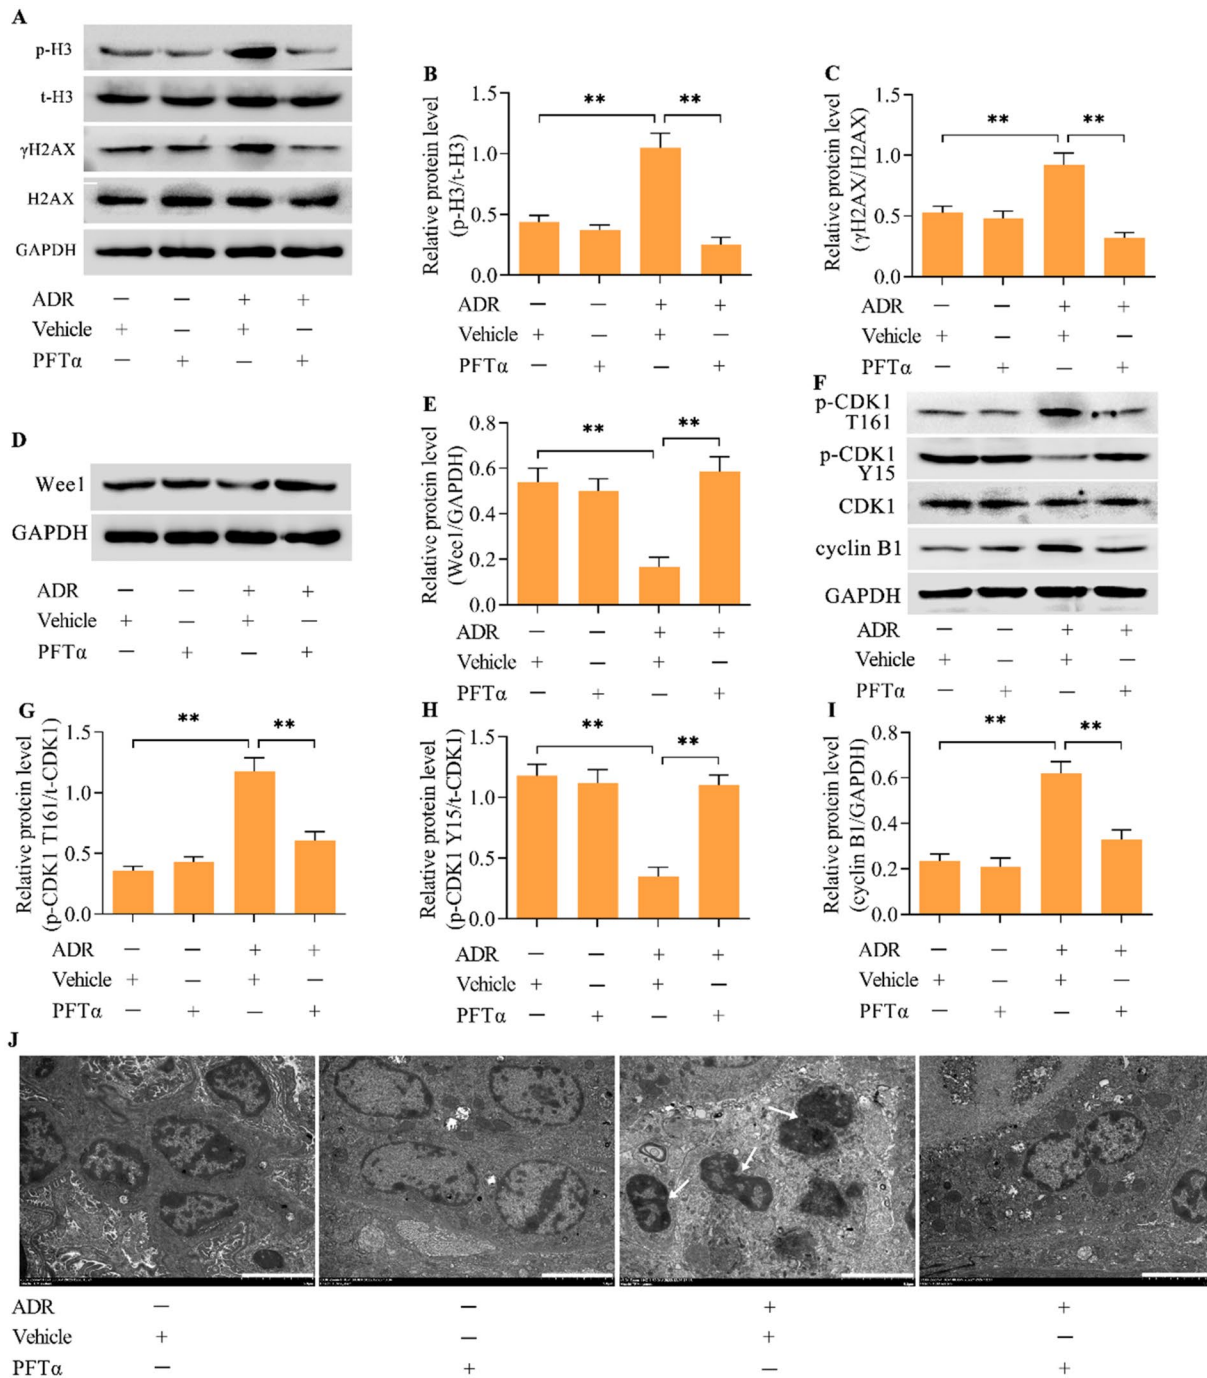 A
p-H3
t-H3
γH2AX
H2AX
GAPDH
ADR — — + +
Vehicle + — + —
PFTα — + — +
B
Relative protein level
(p-H3/t-H3)
1.5
1.0
0.5
0.0
** **
ADR — — + +
Vehicle + — + —
PFTα — + — +
C
Relative protein level
(γH2AX/H2AX)
1.5
1.0
0.5
0.0
** **
ADR — — + +
Vehicle + — + —
PFTα — + — +
D
Wee1
GAPDH
ADR — — + +
Vehicle + — + —
PFTα — + — +
E
Relative protein level
(Wee1/GAPDH)
0.8
0.6
0.4
0.2
0.0
** **
ADR — — + +
Vehicle + — + —
PFTα — + — +
F
p-CDK1
T161
p-CDK1
Y15
CDK1
cyclin B1
GAPDH
ADR — — + +
Vehicle + — + —
PFTα — + — +
G
Relative protein level
(p-CDK1 T161/t-CDK1)
1.5
1.0
0.5
0.0
** **
ADR — — + +
Vehicle + — + —
PFTα — + — +
H
Relative protein level
(p-CDK1 Y15/t-CDK1)
1.5
1.0
0.5
0.0
** **
ADR — — + +
Vehicle + — + —
PFTα — + — +
I
Relative protein level
(cyclin B1/GAPDH)
0.8
0.6
0.4
0.2
0.0
** **
ADR — — + +
Vehicle + — + —
PFTα — + — +
J
ADR — — + +
Vehicle + — + —
PFTα — + — +